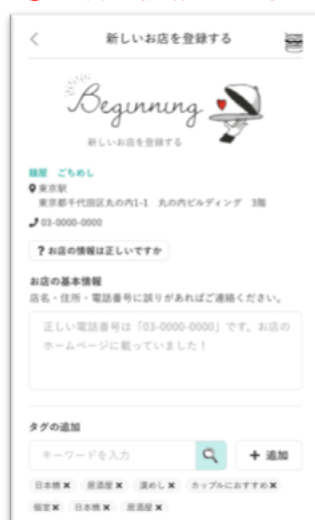 新しいお店を登録する
Beginning
新しいお店を登録する
麺屋 ごちめし
東京駅
東京都千代田区丸の内1-1 丸の内ビルディング 3階
03-0000-0000
? お店の情報は正しいですか
お店の基本情報
店名・住所・電話番号に誤りがあればご連絡ください。
正しい電話番号は「03-0000-0000」です。お店の
ホームページに載っていました!
タグの追加
キーワードを入力
+ 追加
日本橋 × 居酒屋 × 漢めし × カップルにおすすめ ×
個室 × 日本橋 × 居酒屋 ×